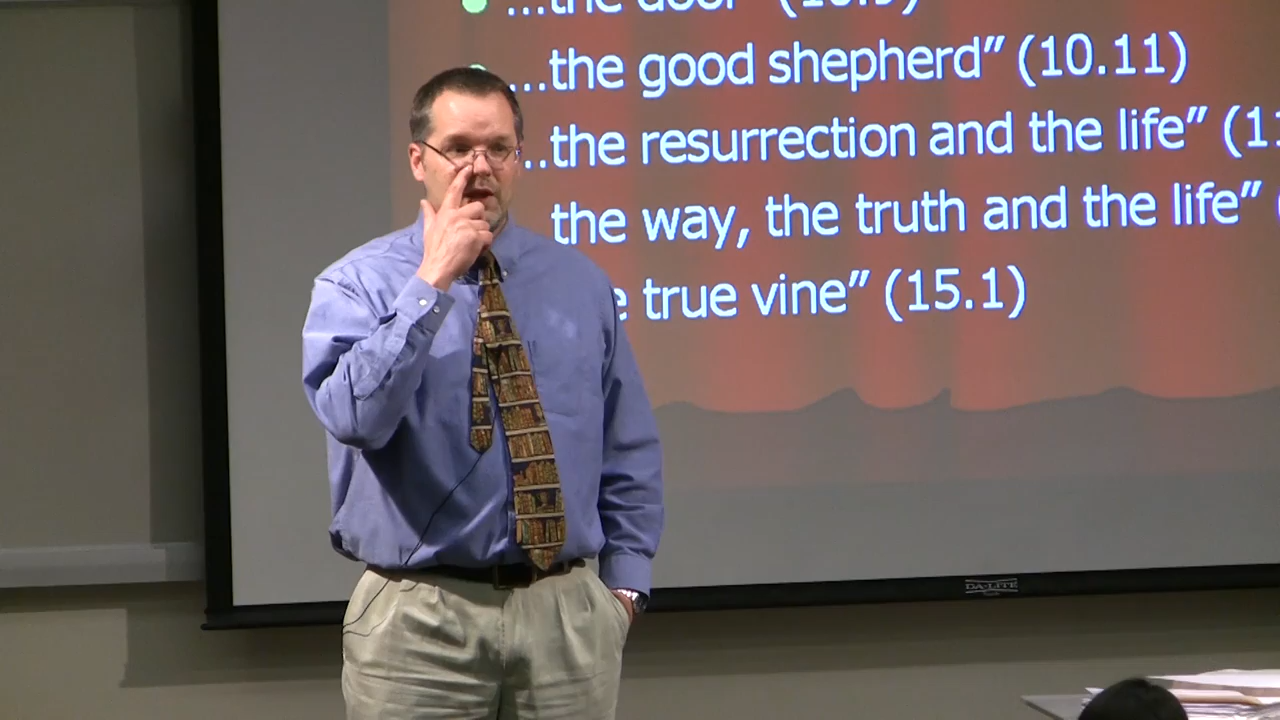 ...the door" (10.9)
...the good shepherd” (10.11)
...the resurrection and the life” (11
the way, the truth and the life”
true vine” (15.1)
DA-LITE